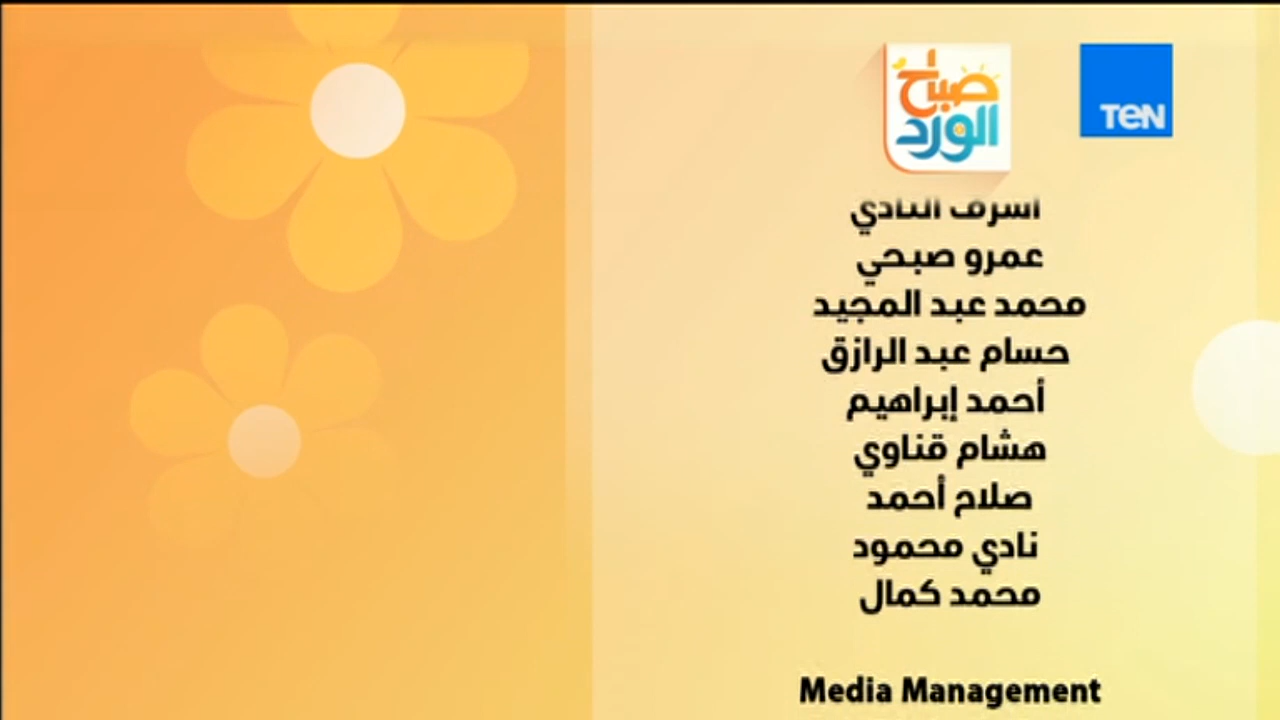 صباح
الورد
TeN
النادي
عمرو صبحي
محمد عبد المجيد
حسام عبد الرازق
أحمد إبراهيم
هشام قناوي
صلاح أحمد
نادي محمود
محمد كمال
Media Management